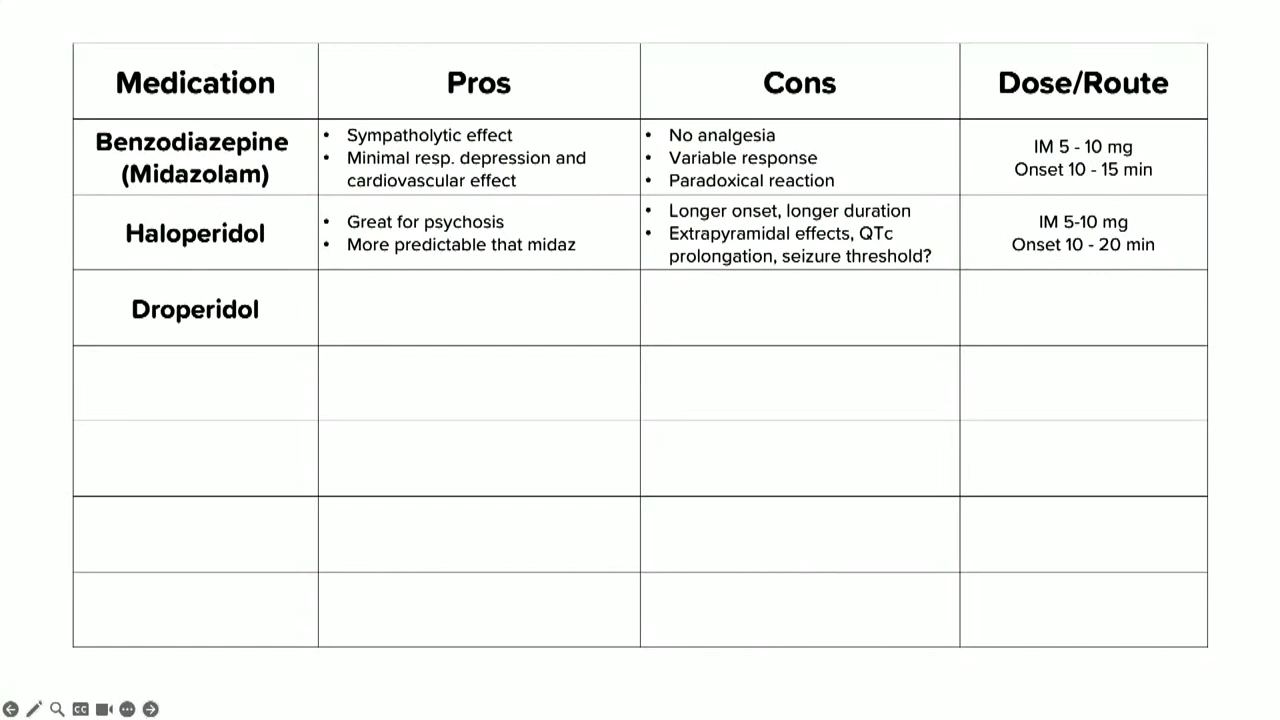 Medication
Pros
Cons
Dose/Route
Benzodiazepine
(Midazolam)
• Sympatholytic effect
• Minimal resp. depression and
cardiovascular effect
• No analgesia
• Variable response
• Paradoxical reaction
IM 5 - 10 mg
Onset 10 - 15 min
Haloperidol
• Great for psychosis
• More predictable that midaz
• Longer onset, longer duration
• Extrapyramidal effects, QTc
prolongation, seizure threshold?
IM 5-10 mg
Onset 10 - 20 min
Droperidol
CC